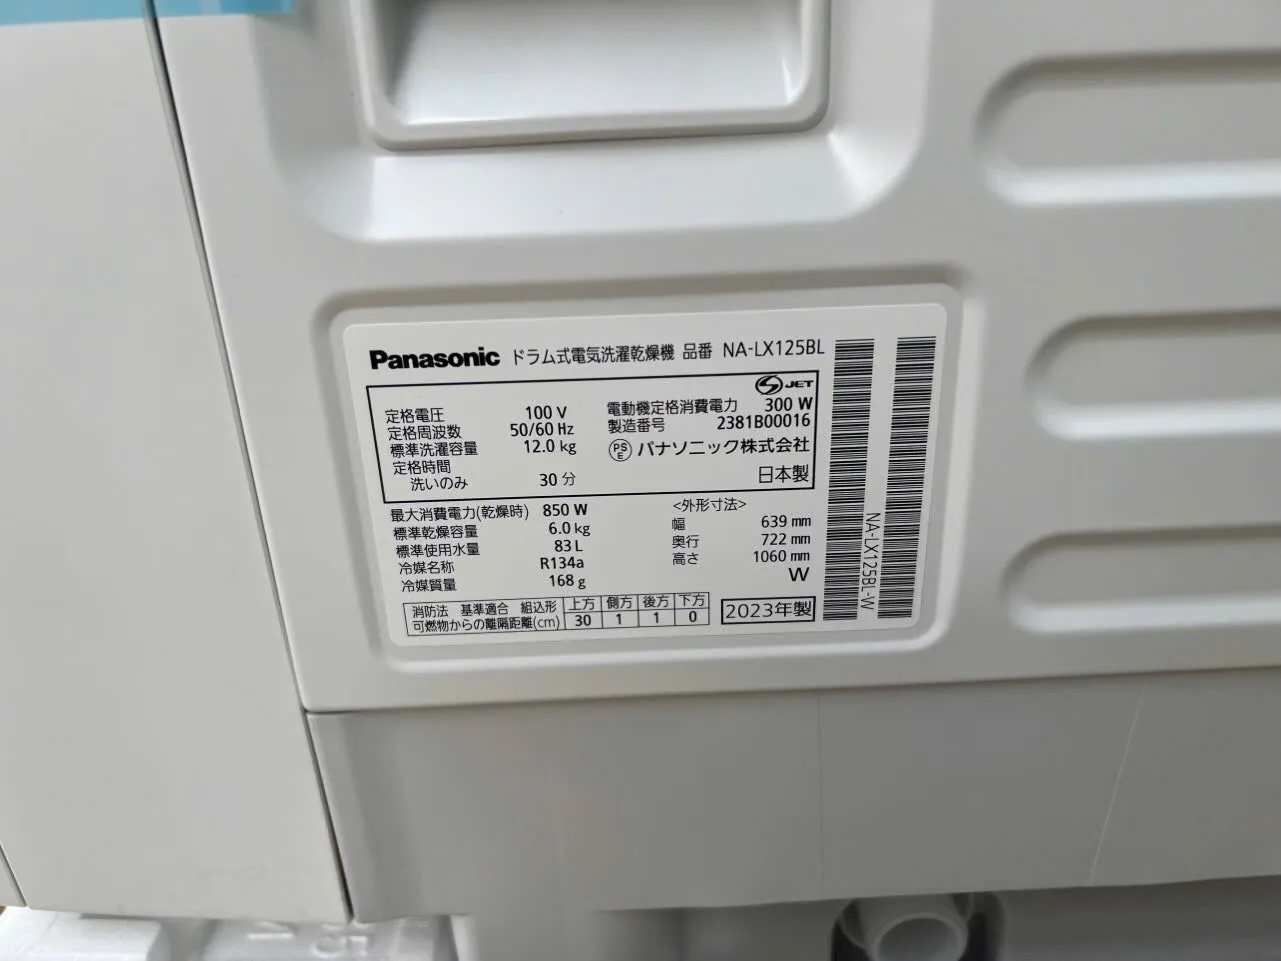 Panasonic ドラム式電気洗濯乾燥機 品番 NA-LX125BL
定格電圧 100 V
定格周波数 50/60 Hz
標準洗濯容量 12.0 kg
定格時間
洗いのみ 30 分
JET
電動機定格消費電力 300 W
製造番号 2381B00016
PS E パナソニック株式会社
日本製
最大消費電力(乾燥時) 850 W
標準乾燥容量 6.0 kg
標準使用水量 83 L
冷媒名称 R134a
冷媒質量 168 g
<外形寸法>
幅 639 mm
奥行 722 mm
高さ 1060 mm
W
消防法 基準適合 組込形 上方 側方 後方 下方
可燃物からの離隔距離(cm) 30 1 1 0
2023年製
NA-LX125BL-W